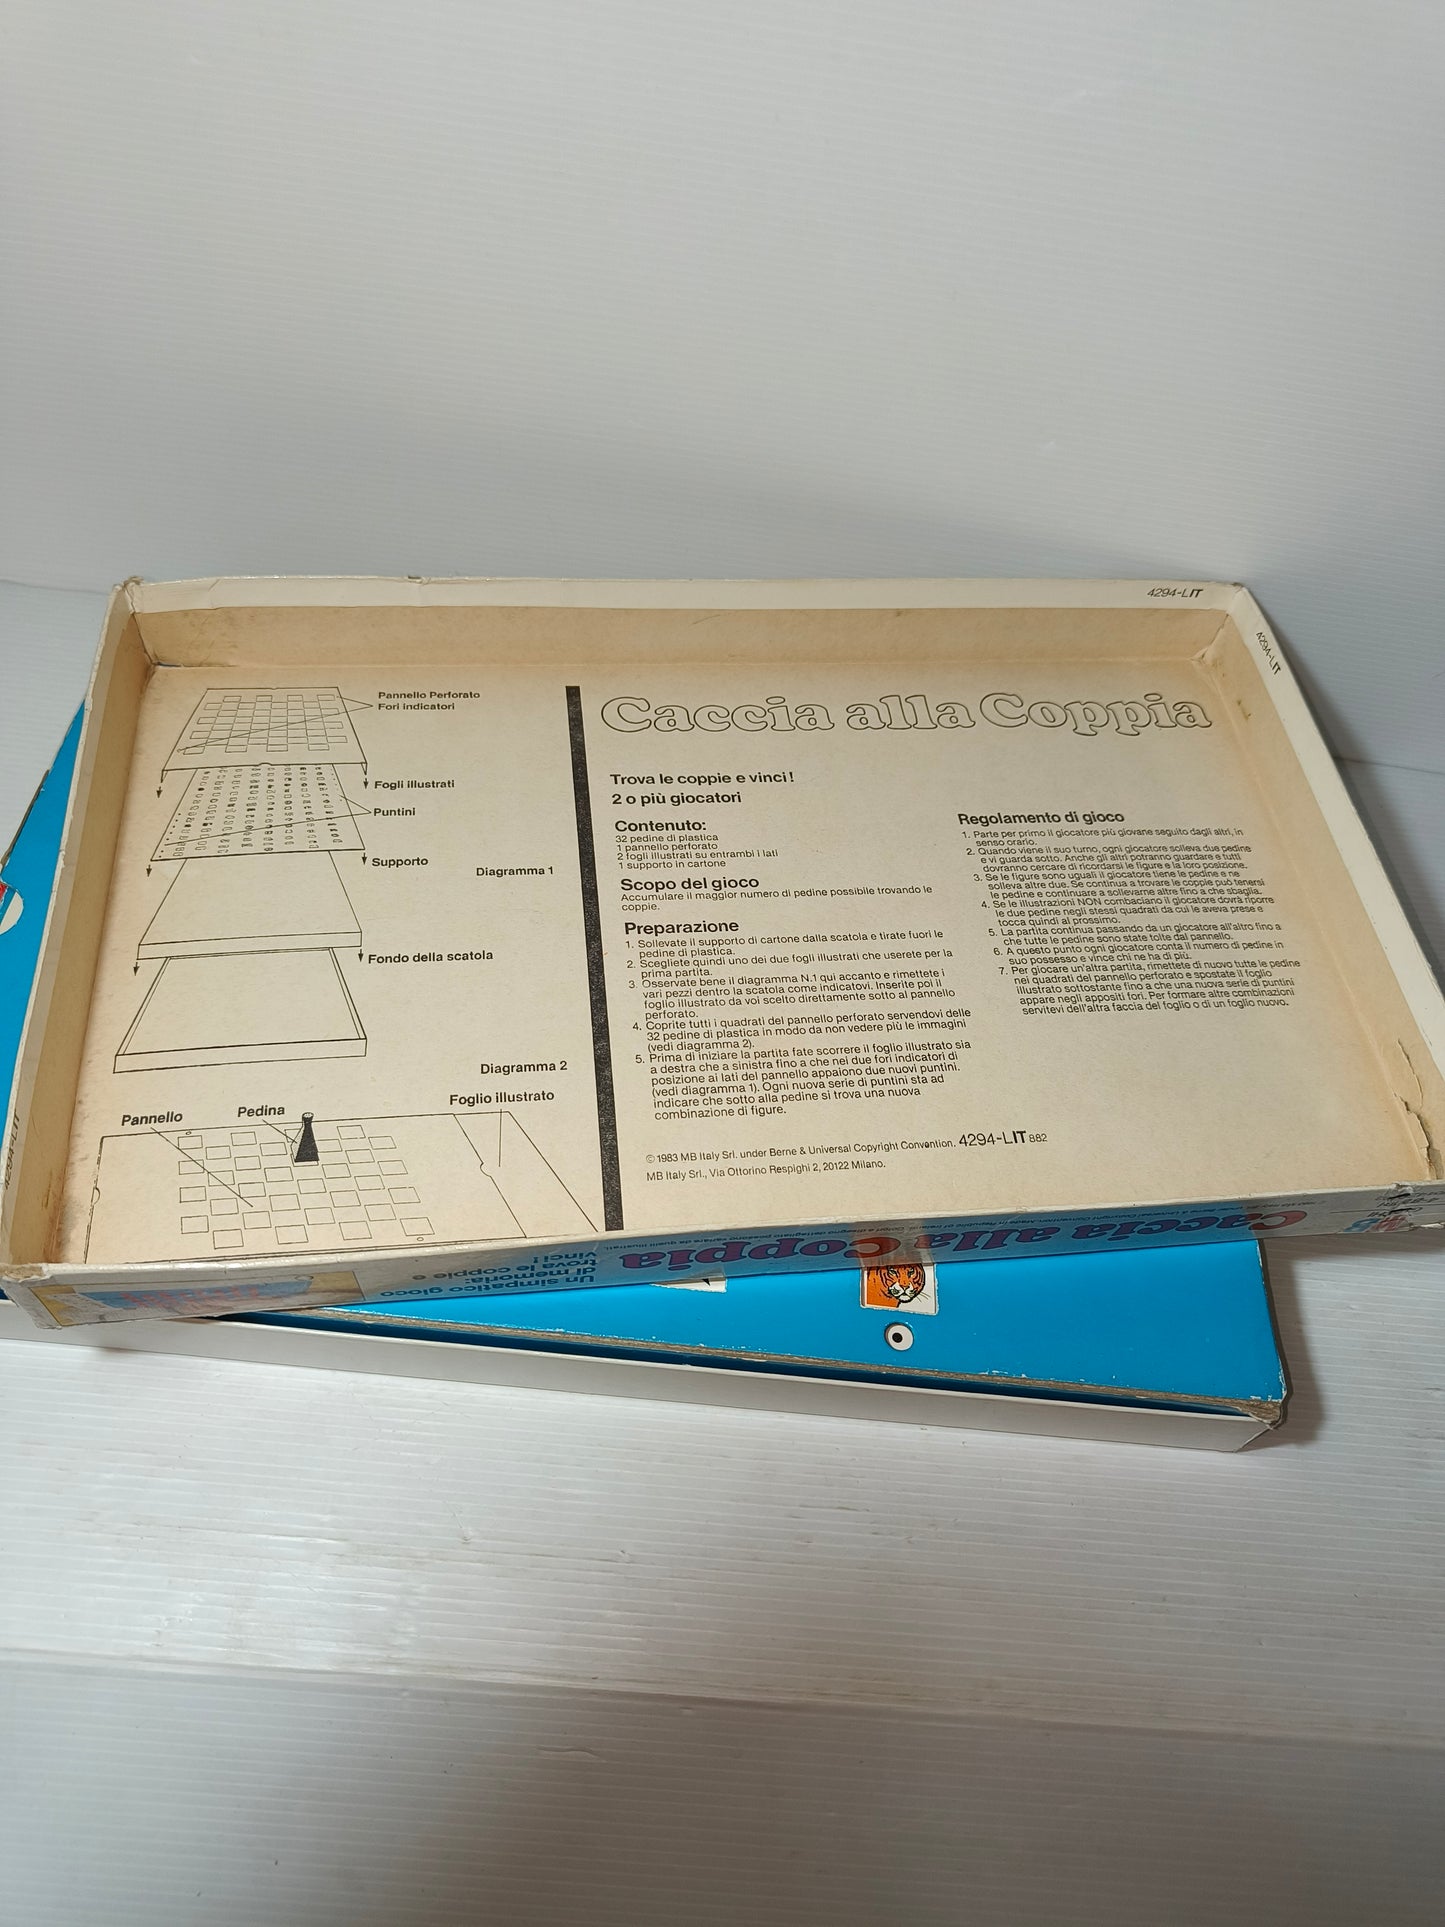 4294-LIT
4294-LIT
4294-LIT
Pannello Perforato
Fori indicatori
Fogli illustrati
Puntini
Supporto
Diagramma 1
Fondo della scatola
Diagramma 2
Pannello
Pedina
Foglio illustrato
Caccia alla Coppia
Trova le coppie e vinci!
2 o più giocatori
Contenuto:
32 pedine di plastica
1 pannello perforato
2 fogli illustrati su entrambi i lati
1 supporto in cartone
Scopo del gioco
Accumulare il maggior numero di pedine possibile trovando le
coppie.
Preparazione
1. Sollevate il supporto di cartone dalla scatola e tirate fuori le
pedine di plastica.
2. Scegliete quindi uno dei due fogli illustrati che userete per la
prima partita.
3. Osservate bene il diagramma N.1 qui accanto e rimettete i
vari pezzi dentro la scatola come indicatovi. Inserite poi il
foglio illustrato da voi scelto direttamente sotto al pannello
perforato.
4. Coprite tutti i quadrati del pannello perforato servendovi delle
32 pedine di plastica in modo da non vedere più le immagini
(vedi diagramma 2).
5. Prima di iniziare la partita fate scorrere il foglio illustrato sia
a destra che a sinistra fino a che nei due fori indicatori di
posizione ai lati del pannello appaiono due nuovi puntini.
(vedi diagramma 1). Ogni nuova serie di puntini sta ad
indicare che sotto alla pedine si trova una nuova
combinazione di figure.
Regolamento di gioco
1. Parte per primo il giocatore più giovane seguito dagli altri, in
senso orario.
2. Quando viene il suo turno, ogni giocatore solleva due pedine
e vi guarda sotto. Anche gli altri potranno guardare e tutti
dovranno cercare di ricordarsi le figure e la loro posizione.
3. Se le figure sono uguali il giocatore tiene le pedine e ne
solleva altre due. Se continua a trovare le coppie può tenersi
le pedine e continuare a sollevarne altre fino a che sbaglia.
4. Se le illustrazioni NON combaciano il giocatore dovrà riporre
le due pedine negli stessi quadrati da cui le aveva prese e
tocca quindi al prossimo.
5. La partita continua passando da un giocatore all'altro fino a
che tutte le pedine sono state tolte dal pannello.
6. A questo punto ogni giocatore conta il numero di pedine in
suo possesso e vince chi ne ha di più.
7. Per giocare un'altra partita, rimettete di nuovo tutte le pedine
nei quadrati del pannello perforato e spostate il foglio
illustrato sottostante fino a che una nuova serie di puntini
appare negli appositi fori. Per formare altre combinazioni
servitevi dell'altra faccia del foglio o di un foglio nuovo.
© 1983 MB Italy Srl. under Berne & Universal Copyright Convention. 4294-LIT 882
MB Italy Srl., Via Ottorino Respighi 2, 20122 Milano.
Caccia alla Coppia
Un simpatico gioco
di memoria:
trova le coppie e
vinci!